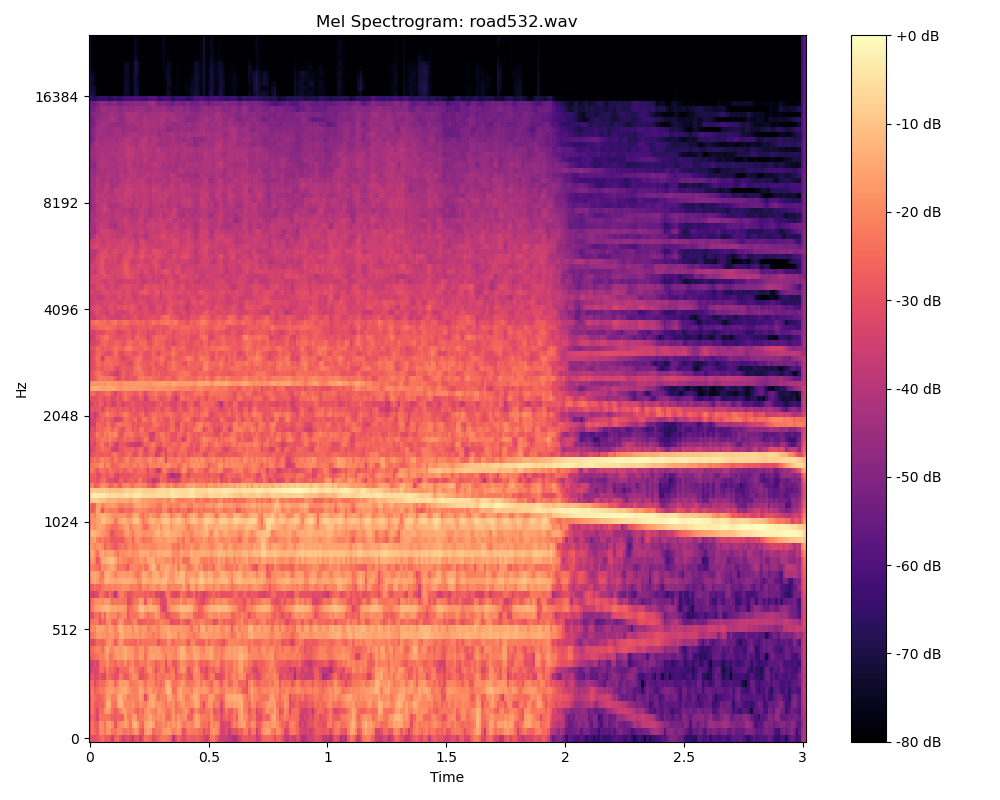 Mel Spectrogram: road532.wav
+0 dB
16384
-10 dB
-20 dB
8192
-30 dB
4096
Hz
-40 dB
2048
-50 dB
1024
-60 dB
512
-70 dB
0
-80 dB
0 0.5 1 1.5 2 2.5 3
Time